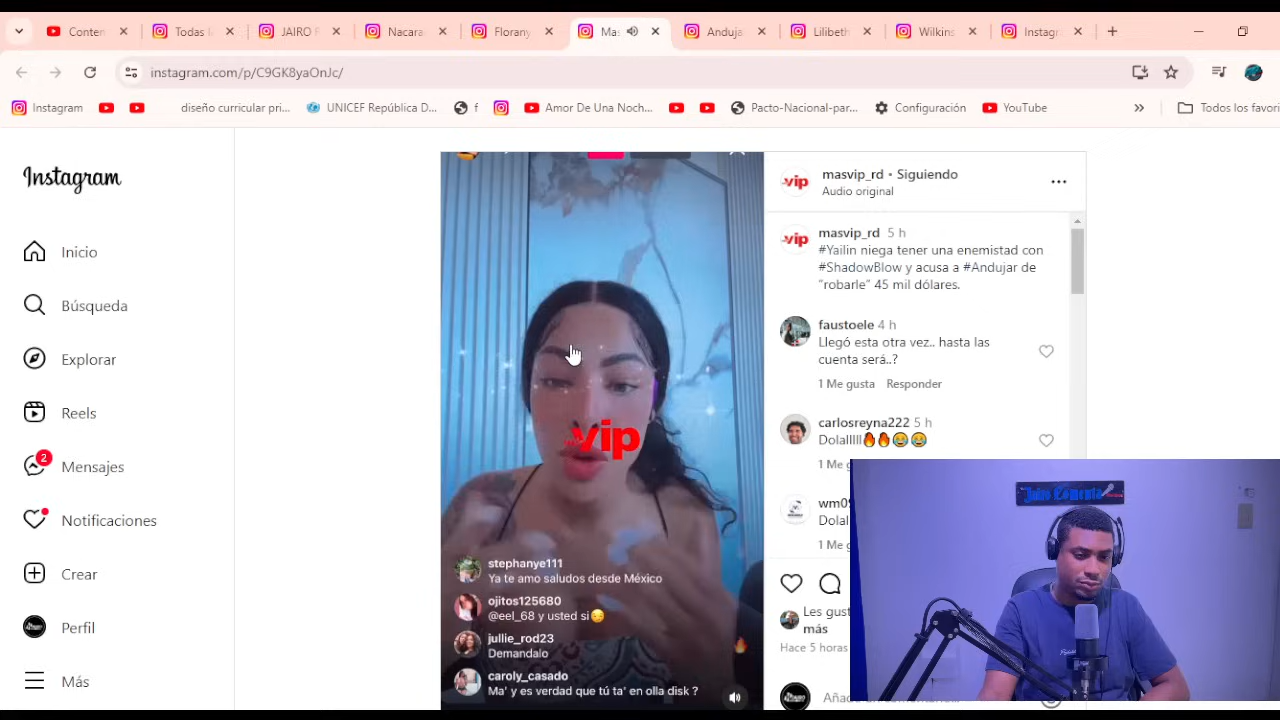 Conten
Todas l
JAIRO F
Nacara
Florany
Ma:
Anduja
Lilibeth
Wilkins
Instagr
instagram.com/p/C9GK8yaOnJc/
Instagram
diseño curricular pri...
UNICEF República D...
f
Amor De Una Noch...
Pacto-Nacional-par...
Configuración
YouTube
»
Todos los favori
Instagram
Inicio
Búsqueda
Explorar
Reels
2
Mensajes
Notificaciones
Crear
Perfil
Más
vip
stephanye111
Ya te amo saludos desde México
ojitos125680
@eel_68 y usted si😏
jullie_rod23
Demandalo
caroly_casado
Ma' y es verdad que tú ta' en olla disk ?
vip
masvip_rd • Siguiendo
Audio original
vip
masvip_rd 5 h
#Yailin niega tener una enemistad con
#ShadowBlow y acusa a #Andujar de
“robarle” 45 mil dólares.
faustoele 4 h
Llegó esta otra vez.. hasta las
cuenta será..?
1 Me gusta Responder
carlosreyna222 5 h
Dolalllll🔥🔥😂😂
1 Me g
wm09
Dolal
1 Me g
Les gust
más
Hace 5 horas
Jairo Comenta